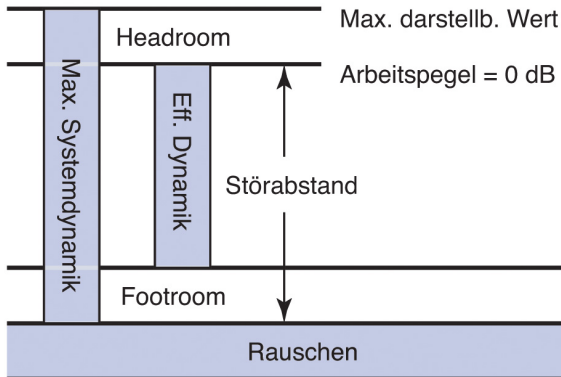 Max. darstellb. Wert
Headroom
Arbeitspegel = 0 dB
Max. Systemdynamik
Eff. Dynamik
Störabstand
Footroom
Rauschen